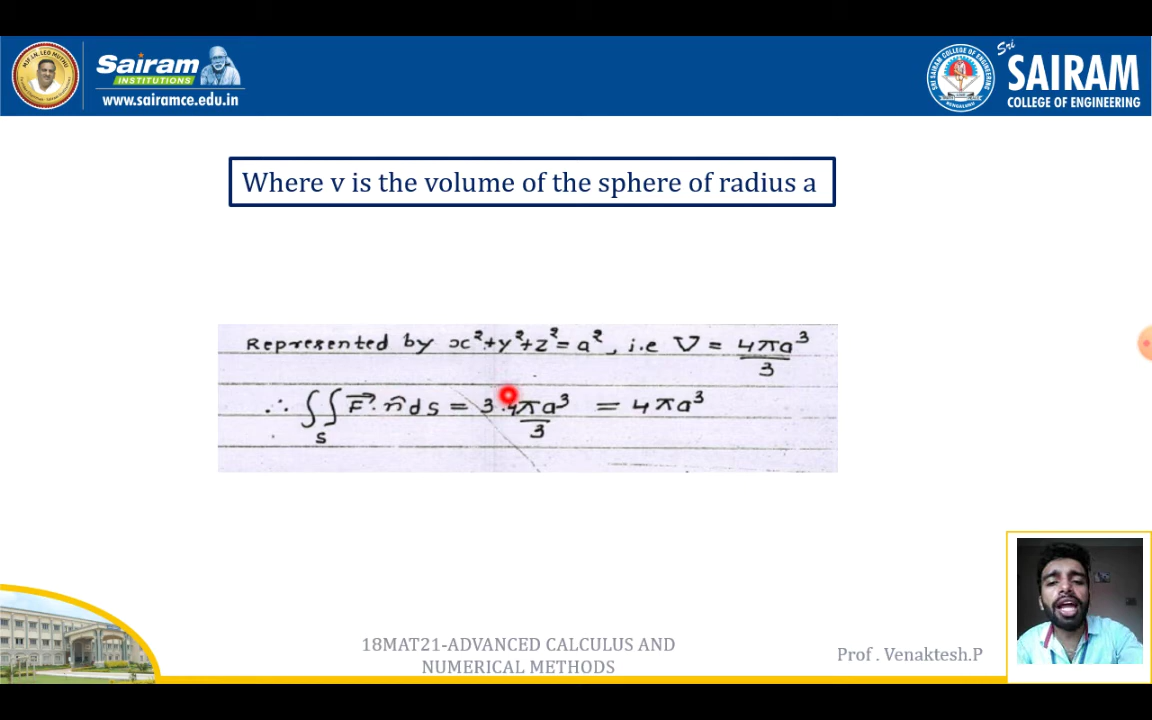 Sairam
INSTITUTIONS
www.sairamce.edu.in
Sri
SAIRAM
COLLEGE OF ENGINEERING
Where v is the volume of the sphere of radius a
Represented by x²+y²+z²= a², i.e V = 4πa³/3
∴ ∫∫_S F⃗. n̂ ds = 3.4πa³/3 = 4πa³
18MAT21-ADVANCED CALCULUS AND
NUMERICAL METHODS
Prof . Venaktesh.P